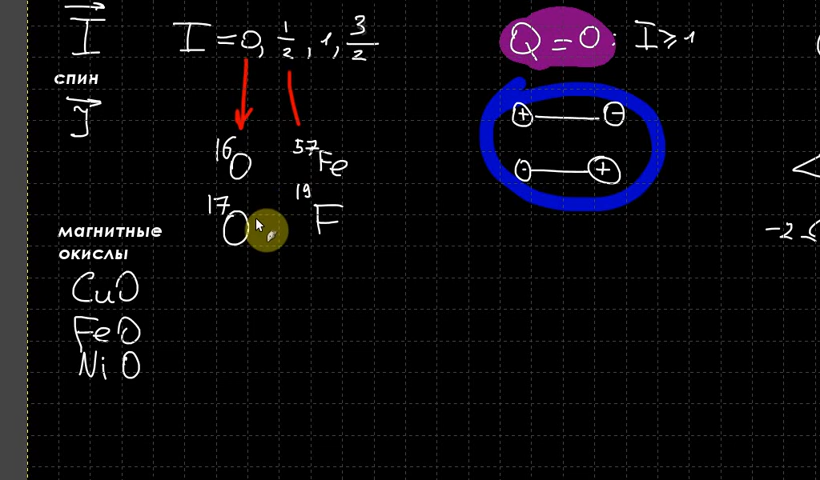 I
I = 0, 1/2, 1, 3/2
Q = 0 : I ≥ 1
спин
J
+ −
− +
16O 57Fe
17O 19F
магнитные
окислы
CuO
FeO
NiO
-2